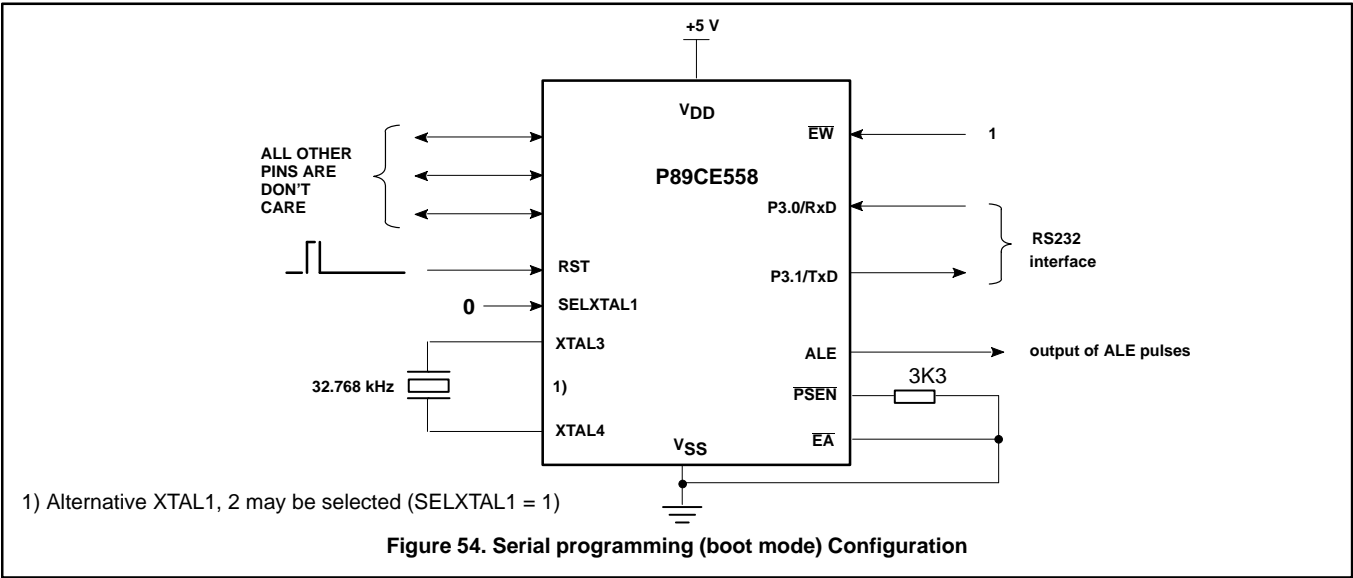 +5 V
VDD
P89CE558
ALL OTHER
PINS ARE
DON'T
CARE
RST
0
SELXTAL1
XTAL3
32.768 kHz
1)
XTAL4
VSS
EW
1
P3.0/RxD
RS232
interface
P3.1/TxD
ALE
output of ALE pulses
3K3
PSEN
EA
1) Alternative XTAL1, 2 may be selected (SELXTAL1 = 1)
Figure 54. Serial programming (boot mode) Configuration